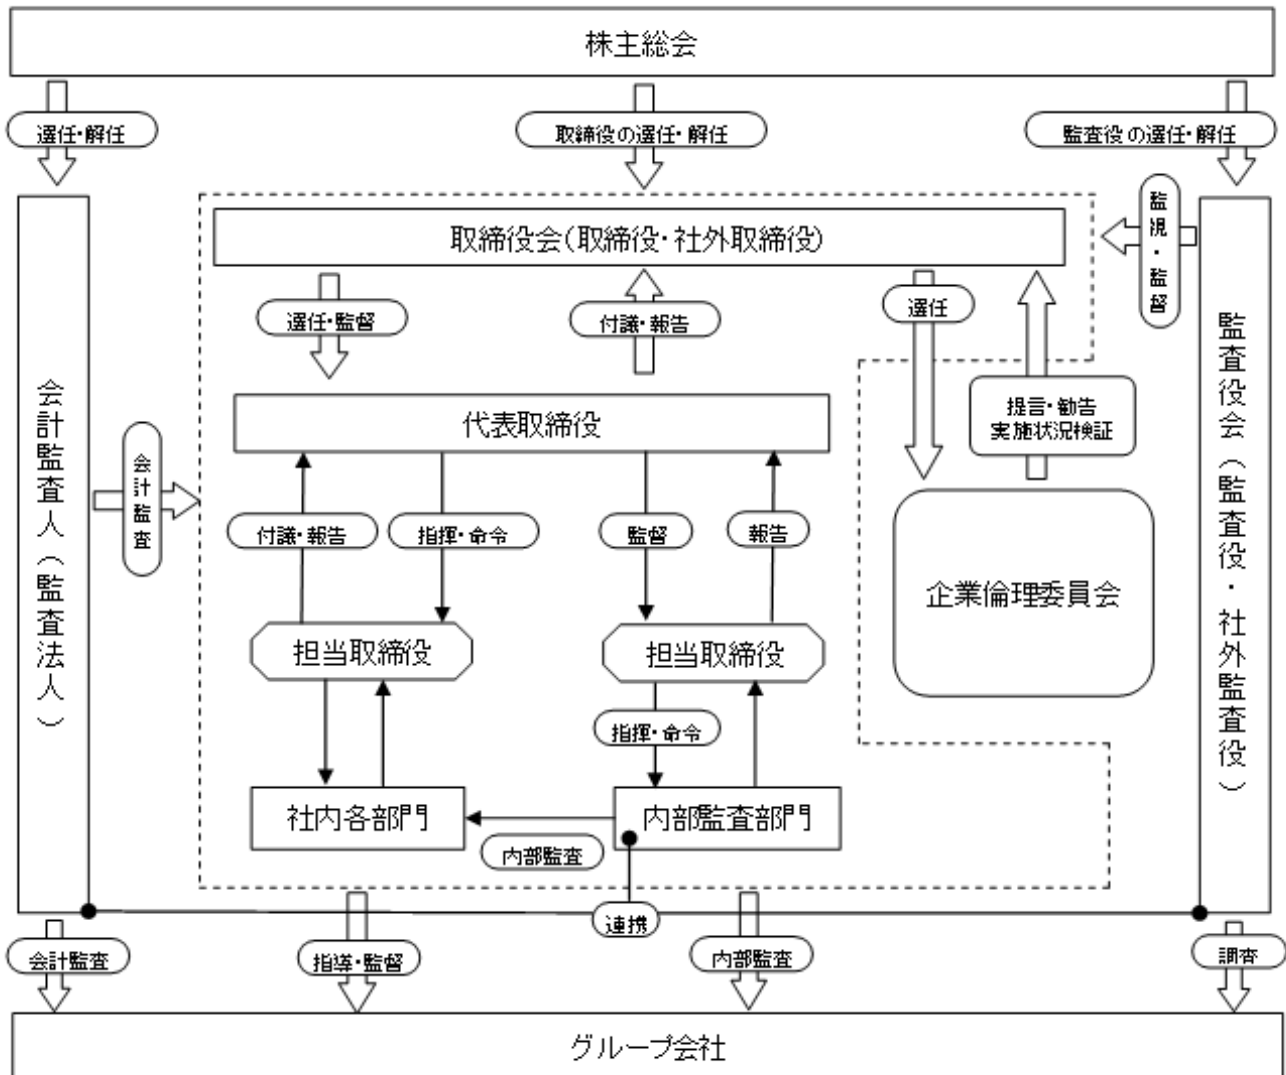 株主総会
選任・解任
取締役の選任・解任
監査役の選任・解任
監視・監督
取締役会(取締役・社外取締役)
選任・監督
付議・報告
選任
提言・勧告
実施状況検証
会計監査人(監査法人)
会計監査
監査役会(監査役・社外監査役)
代表取締役
付議・報告
指揮・命令
監督
報告
企業倫理委員会
担当取締役
担当取締役
指揮・命令
社内各部門
内部監査部門
内部監査
連携
会計監査
指導・監督
内部監査
調査
グループ会社